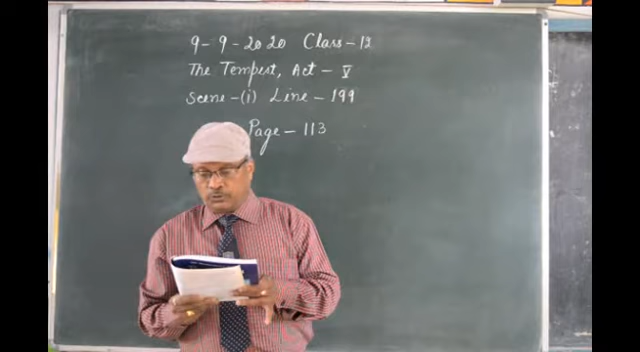 9-9-2020 Class-12
The Tempest, Act - V
Scene-(i) Line - 199
Page - 113